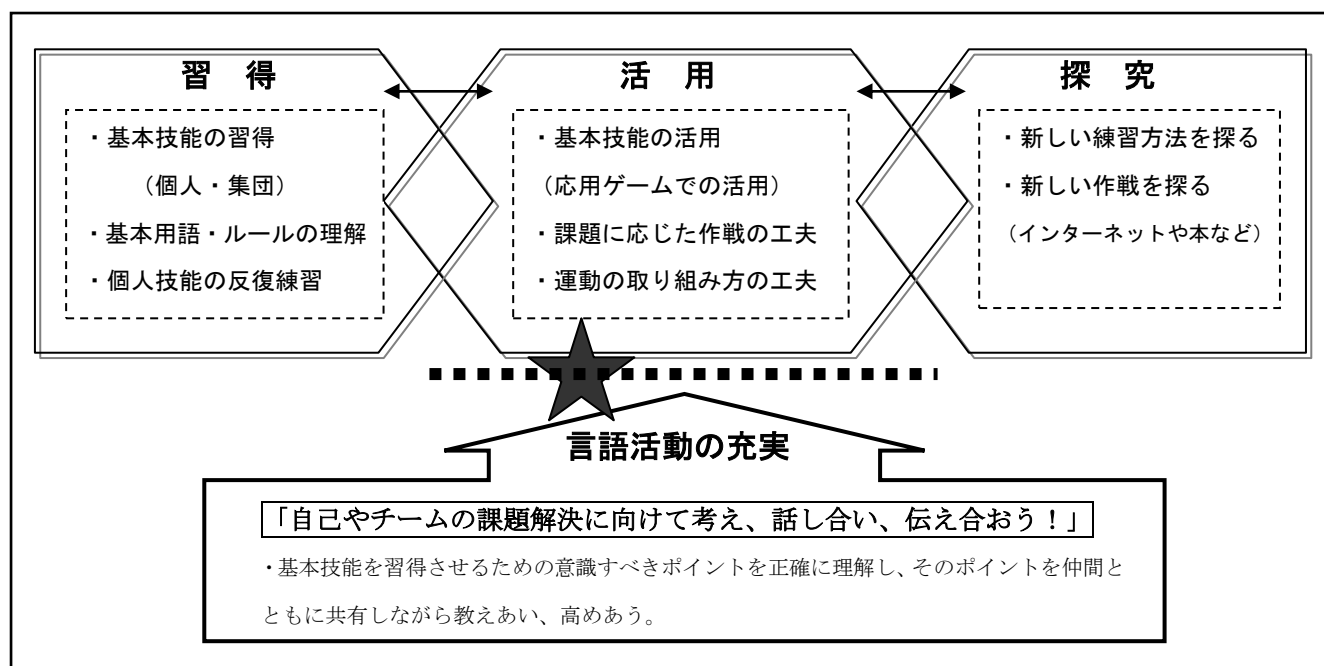 習 得
・基本技能の習得
（個人・集団）
・基本用語・ルールの理解
・個人技能の反復練習
活 用
・基本技能の活用
（応用ゲームでの活用）
・課題に応じた作戦の工夫
・運動の取り組み方の工夫
探 究
・新しい練習方法を探る
・新しい作戦を探る
（インターネットや本など）
言語活動の充実
「自己やチームの課題解決に向けて考え、話し合い、伝え合おう！」
・基本技能を習得させるための意識すべきポイントを正確に理解し、そのポイントを仲間と
ともに共有しながら教えあい、高めあう。